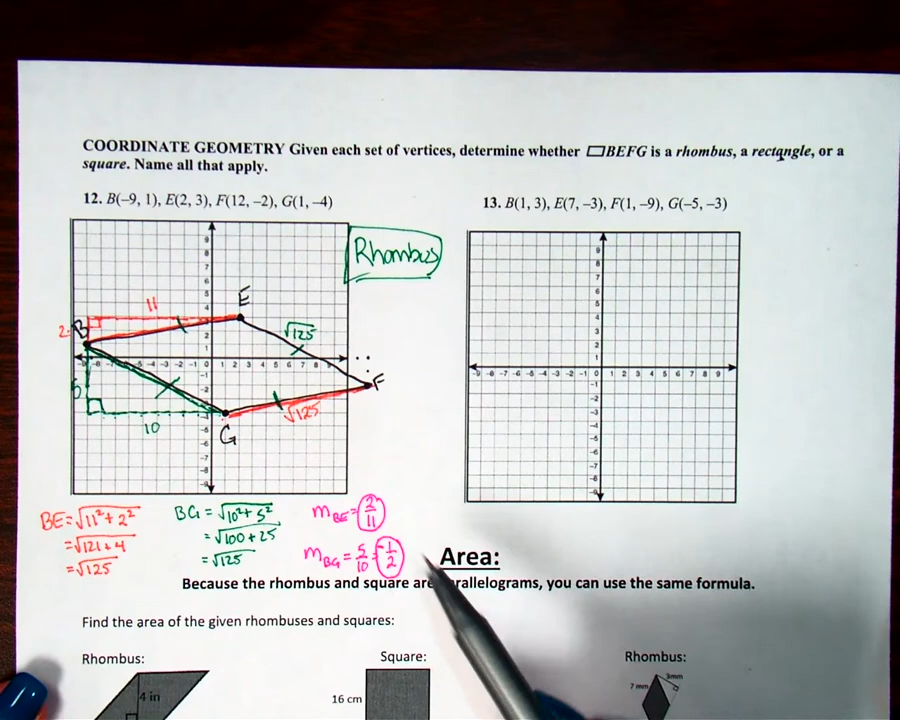 COORDINATE GEOMETRY Given each set of vertices, determine whether ▱BEFG is a rhombus, a rectangle, or a
square. Name all that apply.
12. B(–9, 1), E(2, 3), F(12, –2), G(1, –4)
13. B(1, 3), E(7, –3), F(1, –9), G(–5, –3)
Rhombus
11
E
2
B
√125
F
5
10
G
√125
BE = √11² + 2²
= √121 + 4
= √125
BG = √10² + 5²
= √100 + 25
= √125
m BE = 2/11
m BG = 5/10 = -1/2
Area:
Because the rhombus and square are parallelograms, you can use the same formula.
Find the area of the given rhombuses and squares:
Rhombus:
Square:
Rhombus:
4 in
16 cm
7 mm
3mm